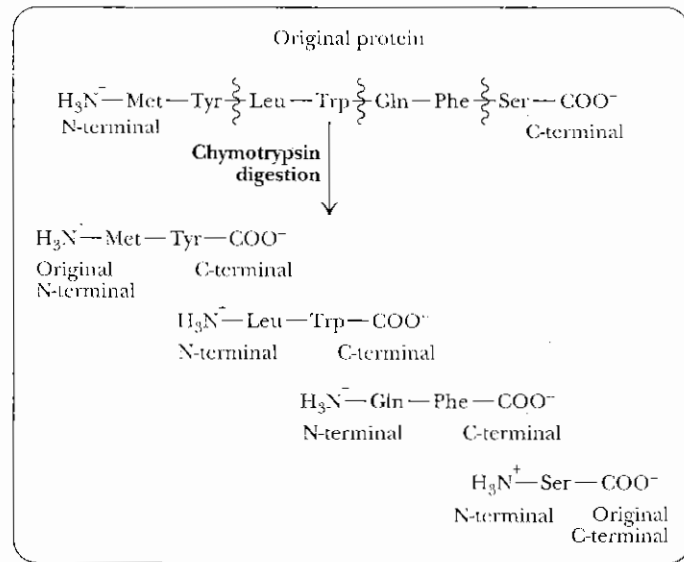 Original protein
H₃N⁻—Met—Tyr—Leu—Trp—Gln—Phe—Ser—COO⁻
N-terminal C-terminal
Chymotrypsin
digestion
H₃N⁻—Met—Tyr—COO⁻
Original C-terminal
N-terminal
H₃N⁻—Leu—Trp—COO⁻
N-terminal C-terminal
H₃N⁻—Gln—Phe—COO⁻
N-terminal C-terminal
H₃N⁺—Ser—COO⁻
N-terminal Original
C-terminal